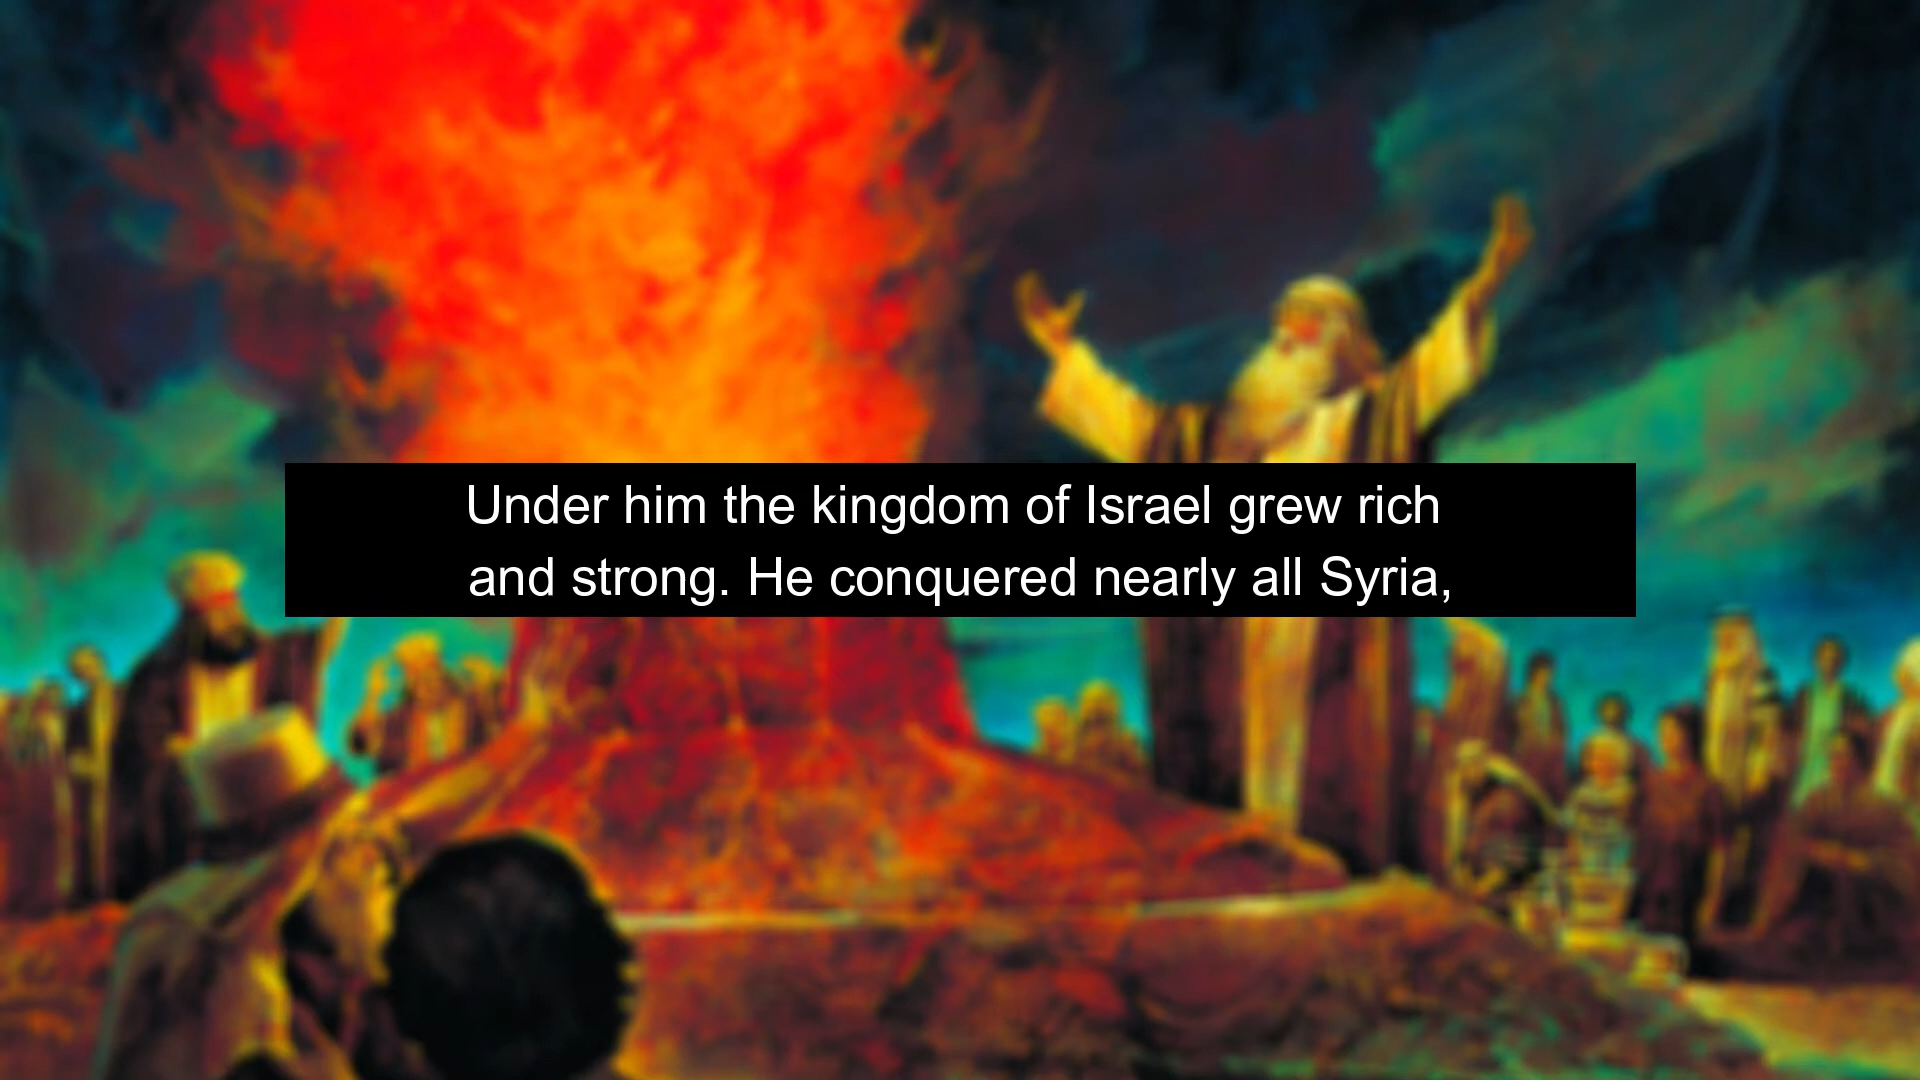 Under him the kingdom of Israel grew rich
and strong. He conquered nearly all Syria,